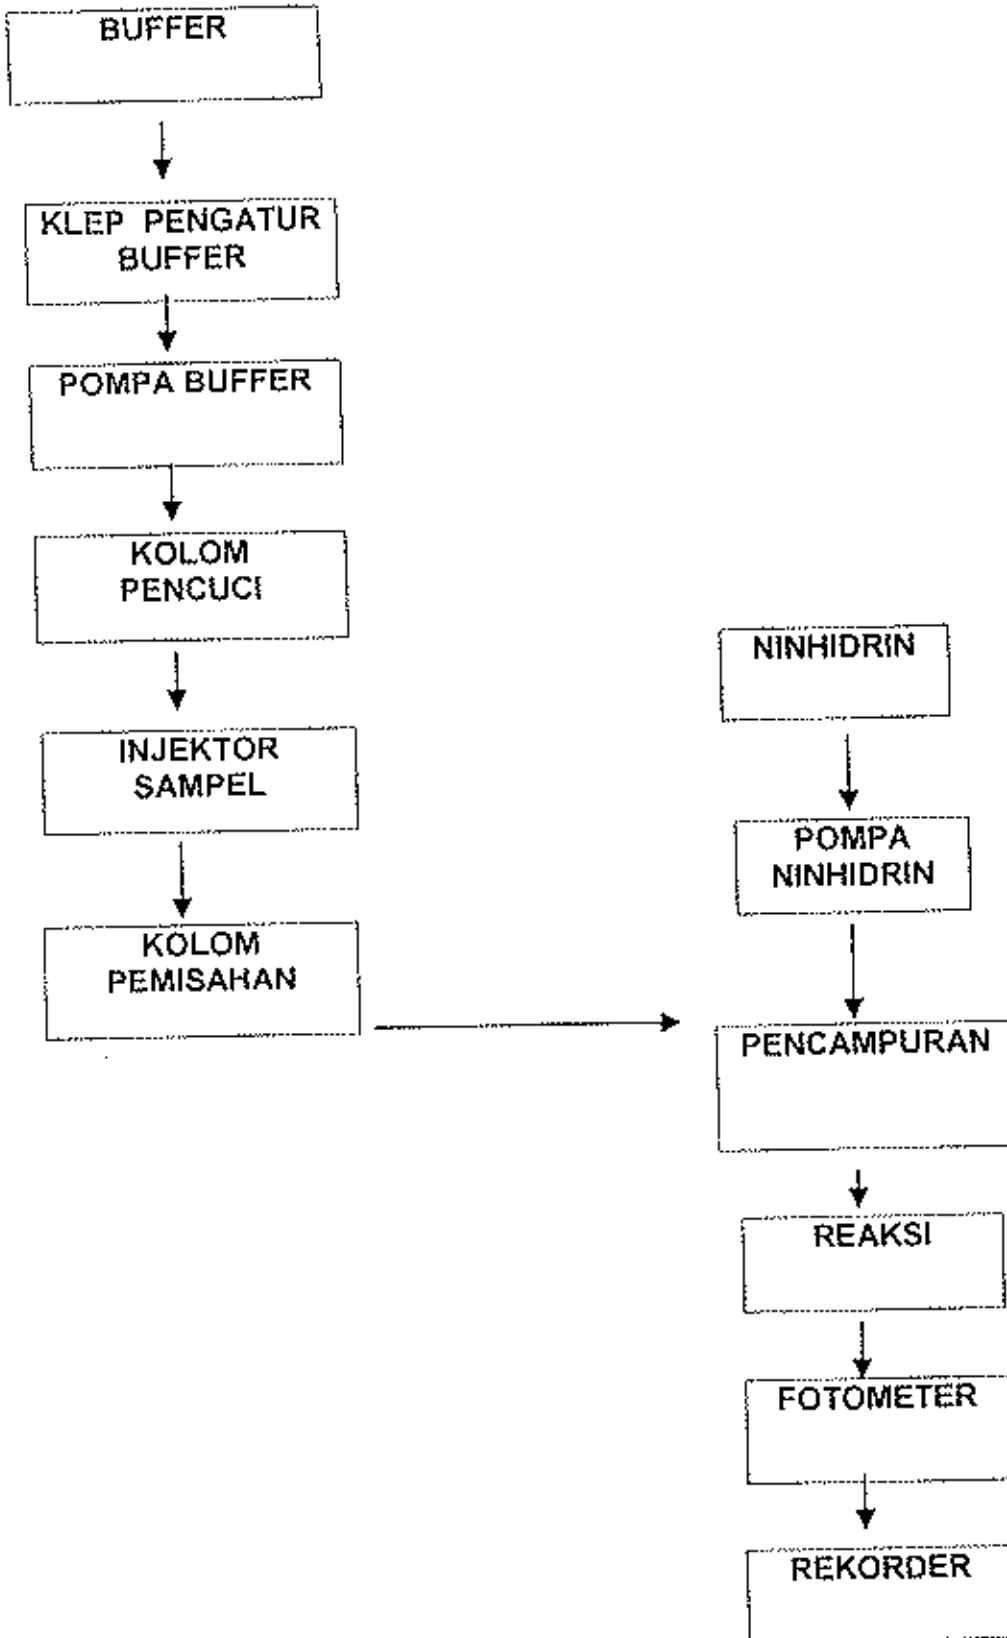 BUFFER
KLEP PENGATUR
BUFFER
POMPA BUFFER
KOLOM
PENCUCI
INJEKTOR
SAMPEL
KOLOM
PEMISAHAN
NINHIDRIN
POMPA
NINHIDRIN
PENCAMPURAN
REAKSI
FOTOMETER
REKORDER